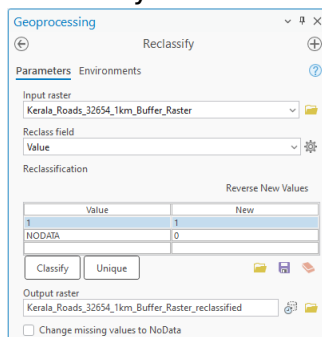 Geoprocessing
Reclassify
Parameters Environments
Input raster
Kerala_Roads_32654_1km_Buffer_Raster
Reclass field
Value
Reclassification
Reverse New Values
Value New
1 1
NODATA 0
Classify Unique
Output raster
Kerala_Roads_32654_1km_Buffer_Raster_reclassified
Change missing values to NoData